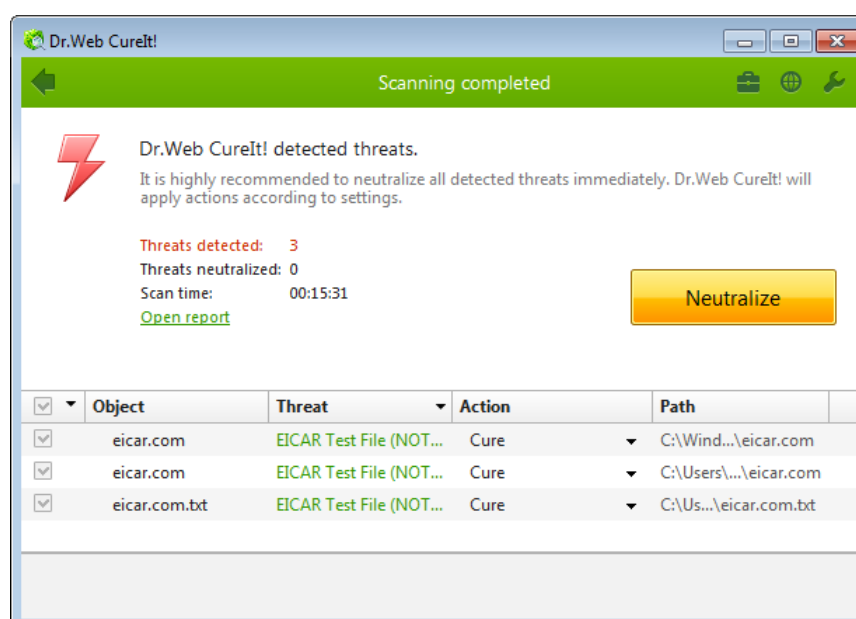 Dr.Web CureIt!
Scanning completed
Dr.Web CureIt! detected threats.
It is highly recommended to neutralize all detected threats immediately. Dr.Web CureIt! will
apply actions according to settings.
Threats detected: 3
Threats neutralized: 0
Scan time: 00:15:31
Open report
Neutralize
Object Threat Action Path
eicar.com EICAR Test File (NOT... Cure C:\Wind...\eicar.com
eicar.com EICAR Test File (NOT... Cure C:\Users\...\eicar.com
eicar.com.txt EICAR Test File (NOT... Cure C:\Us...\eicar.com.txt